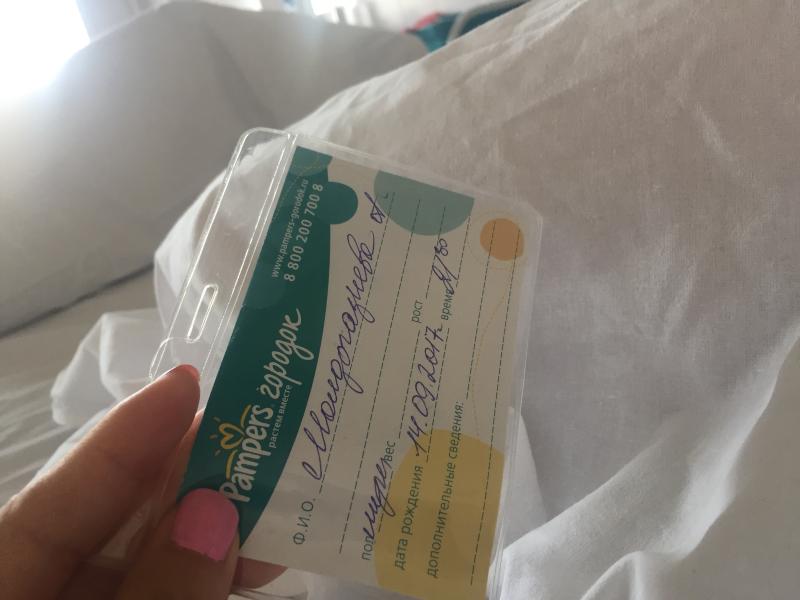 Pampers городок
растем вместе
www.pampers-gorodok.ru
8 800 200 700 8
Ф.И.О.
пол вес рост
дата рождения 14.09.2017г. время
дополнительные сведения: